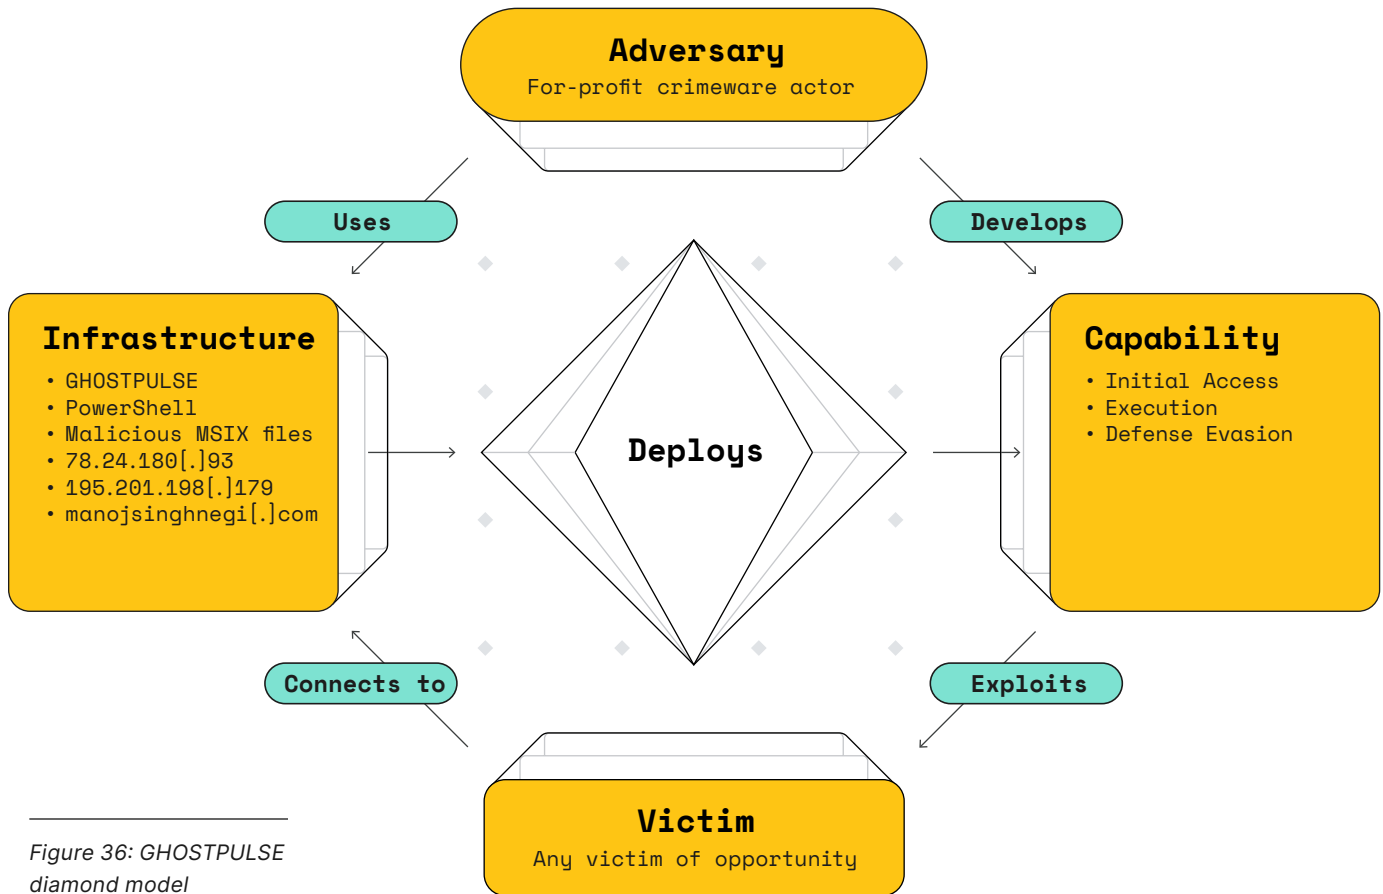 Adversary
For-profit crimeware actor
Uses
Develops
Infrastructure
• GHOSTPULSE
• PowerShell
• Malicious MSIX files
• 78.24.180[.]93
• 195.201.198[.]179
• manojsinghnegi[.]com
Deploys
Capability
• Initial Access
• Execution
• Defense Evasion
Connects to
Exploits
Victim
Any victim of opportunity
Figure 36: GHOSTPULSE
diamond model